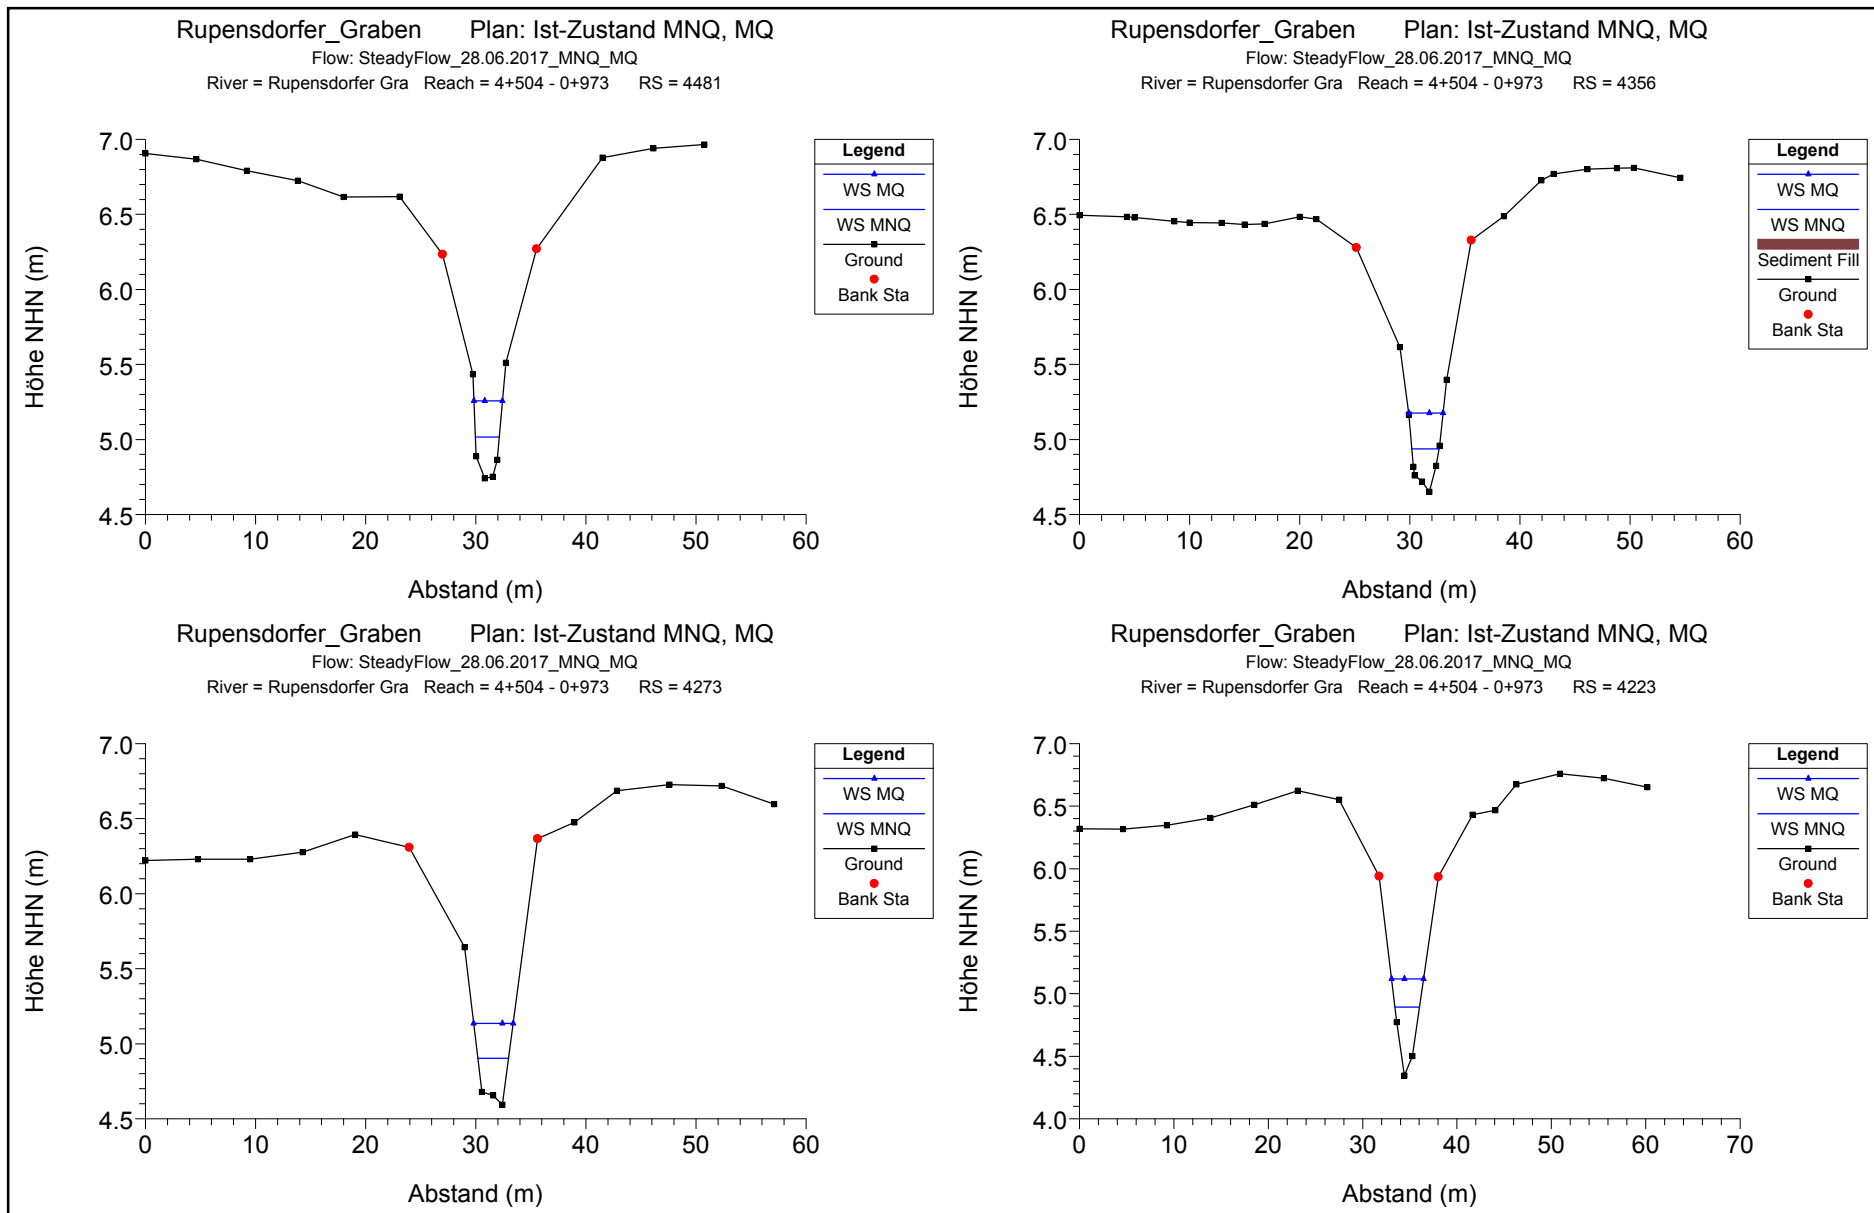 Rupensdorfer_Graben Plan: Ist-Zustand MNQ, MQ
Flow: SteadyFlow_28.06.2017_MNQ_MQ
River = Rupensdorfer Gra Reach = 4+504 - 0+973 RS = 4481
7.0
6.5
6.0
5.5
5.0
4.5
Höhe NHN (m)
0 10 20 30 40 50 60
Abstand (m)
Legend
WS MQ
WS MNQ
Ground
Bank Sta
Rupensdorfer_Graben Plan: Ist-Zustand MNQ, MQ
Flow: SteadyFlow_28.06.2017_MNQ_MQ
River = Rupensdorfer Gra Reach = 4+504 - 0+973 RS = 4356
7.0
6.5
6.0
5.5
5.0
4.5
Höhe NHN (m)
0 10 20 30 40 50 60
Abstand (m)
Legend
WS MQ
WS MNQ
Sediment Fill
Ground
Bank Sta
Rupensdorfer_Graben Plan: Ist-Zustand MNQ, MQ
Flow: SteadyFlow_28.06.2017_MNQ_MQ
River = Rupensdorfer Gra Reach = 4+504 - 0+973 RS = 4273
7.0
6.5
6.0
5.5
5.0
4.5
Höhe NHN (m)
0 10 20 30 40 50 60
Abstand (m)
Legend
WS MQ
WS MNQ
Ground
Bank Sta
Rupensdorfer_Graben Plan: Ist-Zustand MNQ, MQ
Flow: SteadyFlow_28.06.2017_MNQ_MQ
River = Rupensdorfer Gra Reach = 4+504 - 0+973 RS = 4223
7.0
6.5
6.0
5.5
5.0
4.5
4.0
Höhe NHN (m)
0 10 20 30 40 50 60 70
Abstand (m)
Legend
WS MQ
WS MNQ
Ground
Bank Sta